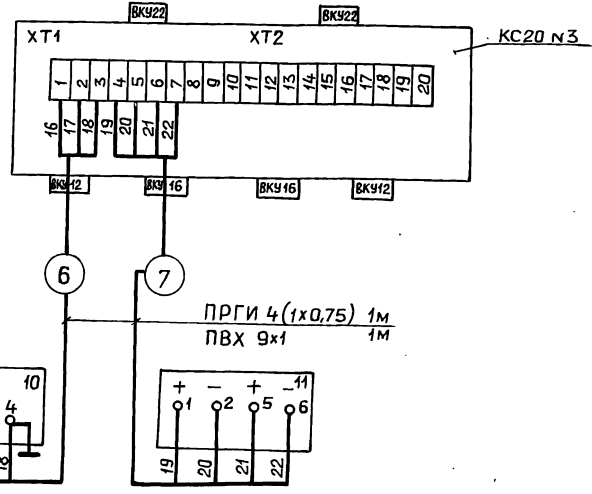 ВКУ22 ВКУ22
ХТ1 ХТ2 КС20 N3
1 2 3 4 5 6 7 8 9 10 11 12 13 14 15 16 17 18 19 20
16 17 18 19 20 21 22
ВКУ12 ВКУ16 ВКУ16 ВКУ12
6 7
ПРГИ 4(1х0,75) 1м
ПВХ 9х1 1м
10 11
+ − + −
4 1 2 5 6
18 19 20 21 22